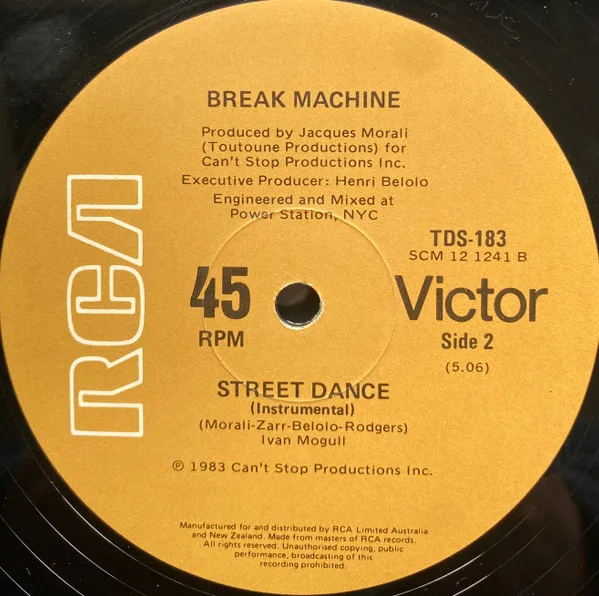 BREAK MACHINE
Produced by Jacques Morali
(Toutoune Productions) for
Can't Stop Productions Inc.
Executive Producer: Henri Belolo
Engineered and Mixed at
Power Station, NYC
RCA
45
RPM
TDS-183
SCM 12 1241 B
Victor
Side 2
(5.06)
STREET DANCE
(Instrumental)
(Morali-Zarr-Belolo-Rodgers)
Ivan Mogull
℗ 1983 Can't Stop Productions Inc.
Manufactured for and distributed by RCA Limited Australia
and New Zealand. Made from masters of RCA records.
All rights reserved. Unauthorised copying, public
performance, broadcasting of this
recording prohibited.